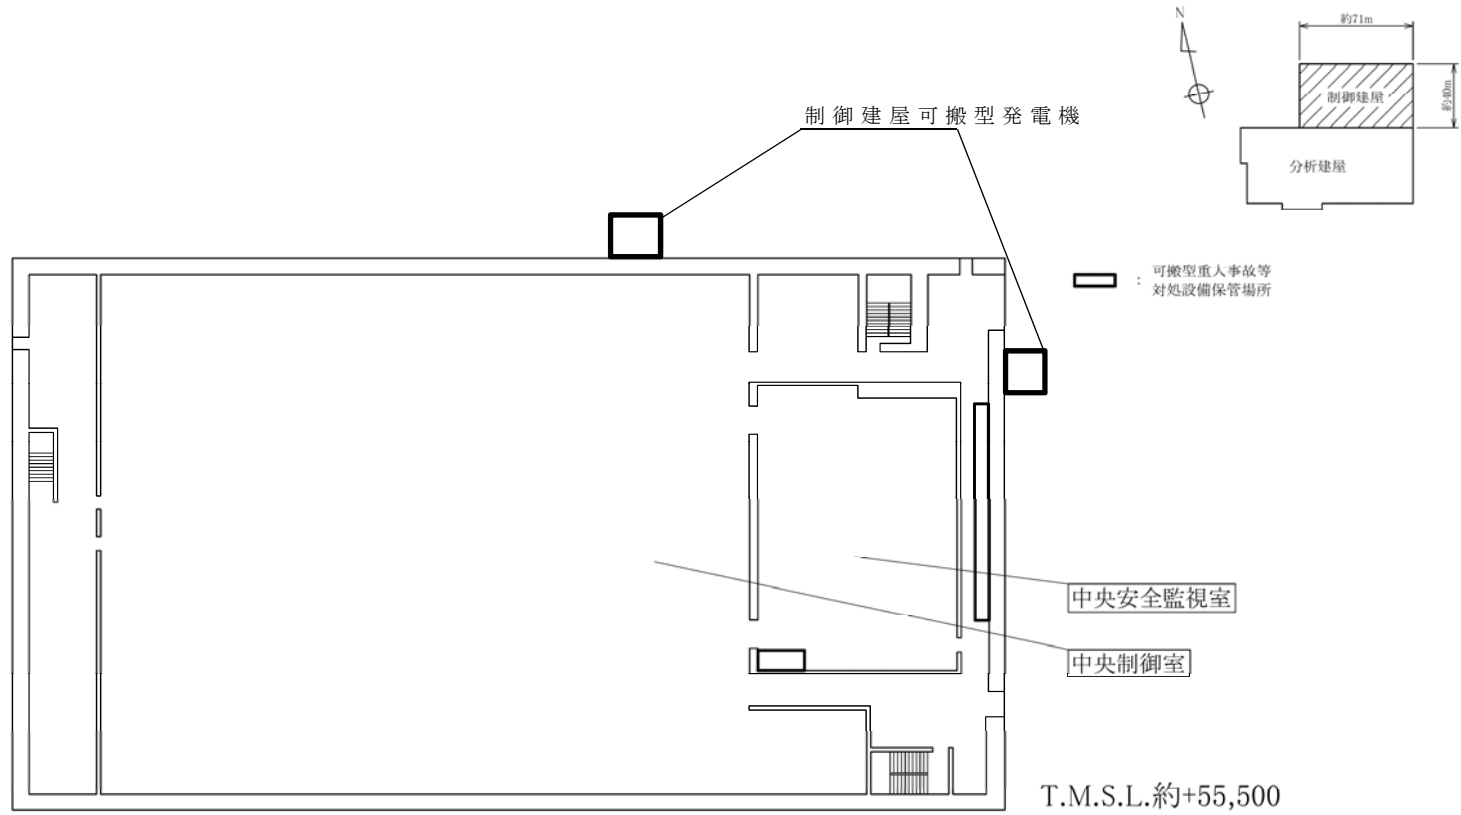 N
約71m
制御建屋
約40m
分析建屋
制御建屋可搬型発電機
：可搬型重大事故等
対処設備保管場所
中央安全監視室
中央制御室
T.M.S.L.約+55,500